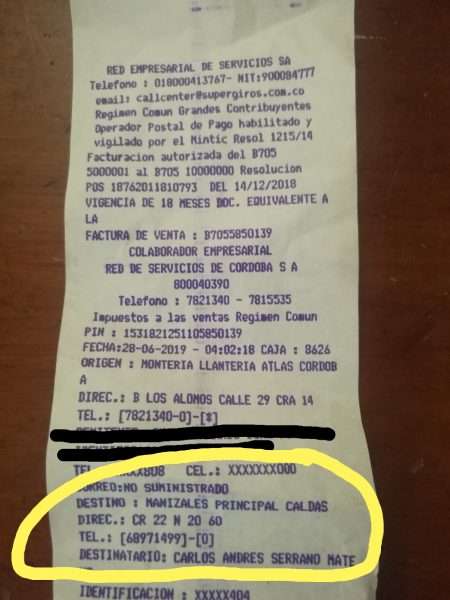 RED EMPRESARIAL DE SERVICIOS SA
Telefono : 018000413767- NIT:900084777
email: callcenter@supergiros.com.co
Regimen Comun Grandes Contribuyentes
Operador Postal de Pago habilitado y
vigilado por el Mintic Resol 1215/14
Facturacion autorizada del B705
5000001 al B705 10000000 Resolucion
POS 18762011810793 DEL 14/12/2018
VIGENCIA DE 18 MESES DOC. EQUIVALENTE A
LA
FACTURA DE VENTA : B7055850139
COLABORADOR EMPRESARIAL
RED DE SERVICIOS DE CORDOBA S A
800040390
Telefono : 7821340 - 7815535
Impuestos a las ventas Regimen Comun
PIN : 1531821251105850139
FECHA:28-06-2019 - 04:02:18 CAJA : 8626
ORIGEN : MONTERIA LLANTERIA ATLAS CORDOB
A
DIREC.: B LOS ALOMOS CALLE 29 CRA 14
TEL.: [7821340-0]-[$]
CEL.: XXXXXXX000
CORREO:NO SUMINISTRADO
DESTINO : MANIZALES PRINCIPAL CALDAS
DIREC.: CR 22 N 20 60
TEL.: [68971499]-[0]
DESTINATARIO: CARLOS ANDRES SERRANO MATE
IDENTIFICACION : XXXXX404